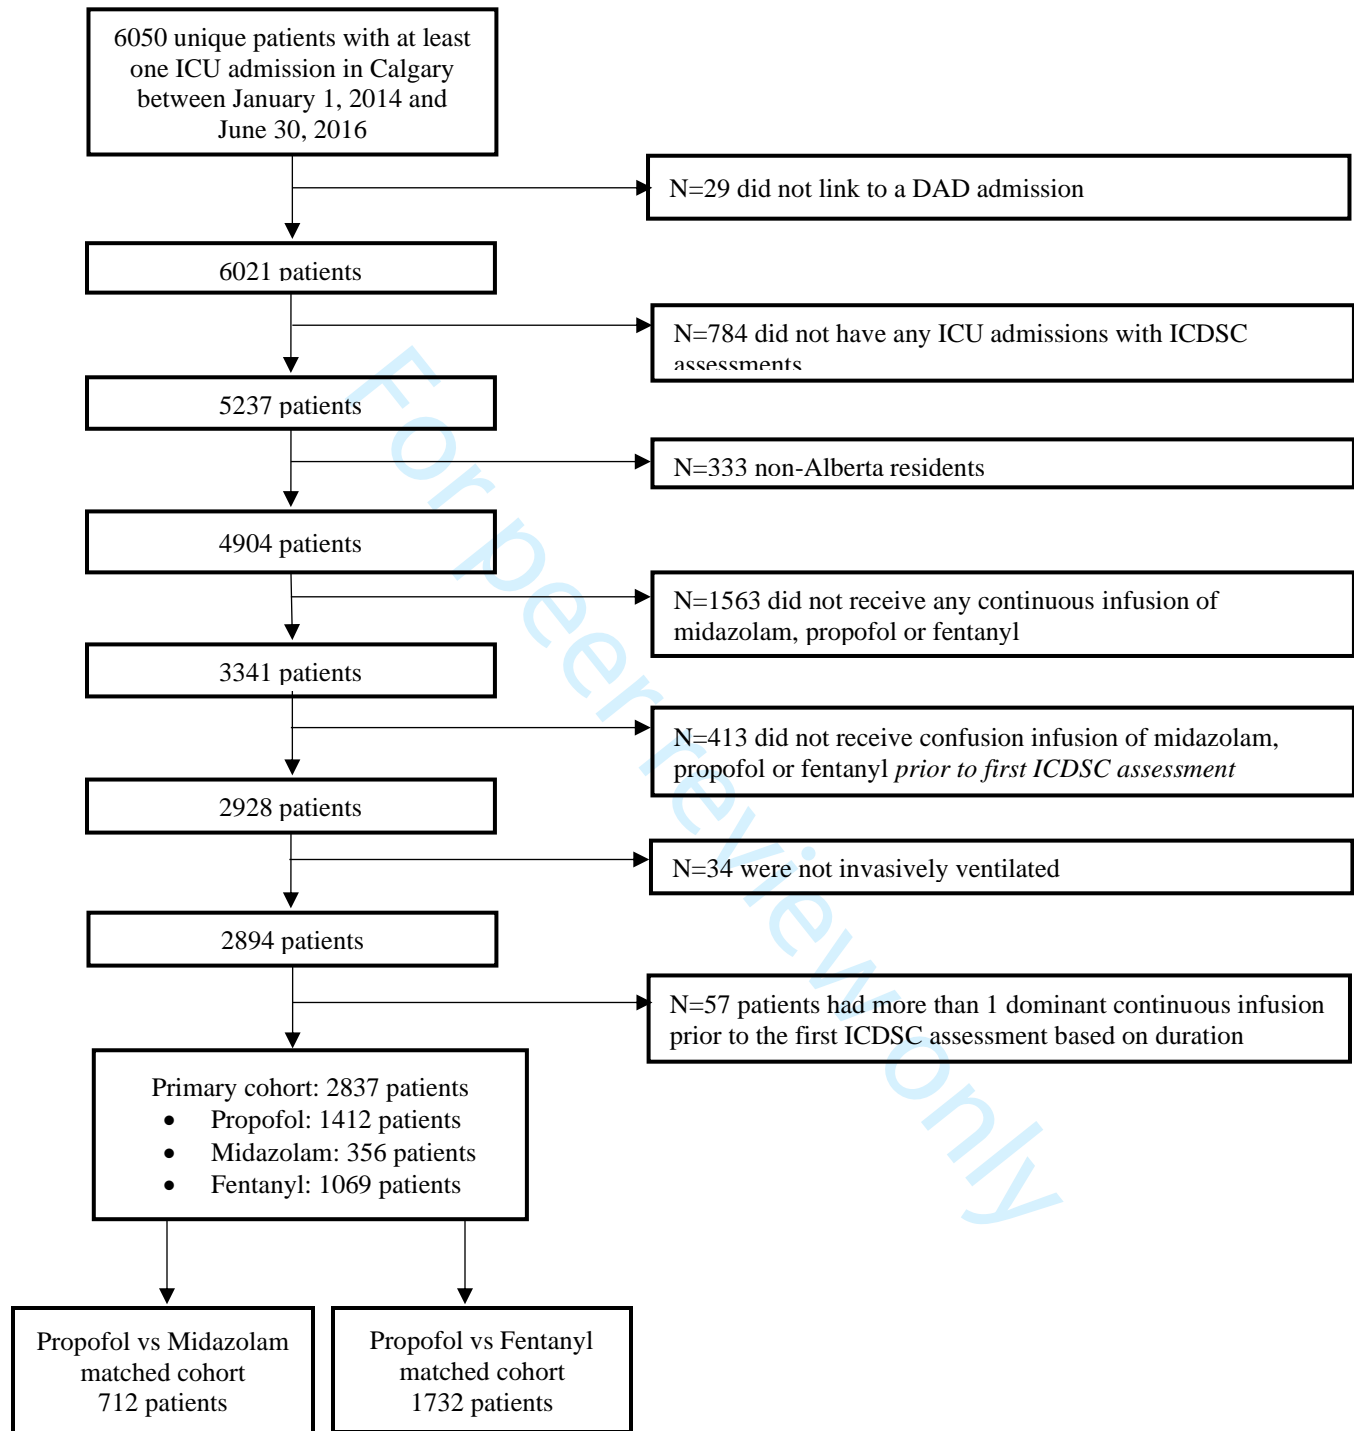 6050 unique patients with at least
one ICU admission in Calgary
between January 1, 2014 and
June 30, 2016
N=29 did not link to a DAD admission
6021 patients
N=784 did not have any ICU admissions with ICDSC
assessments
5237 patients
N=333 non-Alberta residents
4904 patients
N=1563 did not receive any continuous infusion of
midazolam, propofol or fentanyl
3341 patients
N=413 did not receive confusion infusion of midazolam,
propofol or fentanyl prior to first ICDSC assessment
2928 patients
N=34 were not invasively ventilated
2894 patients
N=57 patients had more than 1 dominant continuous infusion
prior to the first ICDSC assessment based on duration
Primary cohort: 2837 patients
• Propofol: 1412 patients
• Midazolam: 356 patients
• Fentanyl: 1069 patients
Propofol vs Midazolam
matched cohort
712 patients
Propofol vs Fentanyl
matched cohort
1732 patients
For peer review only